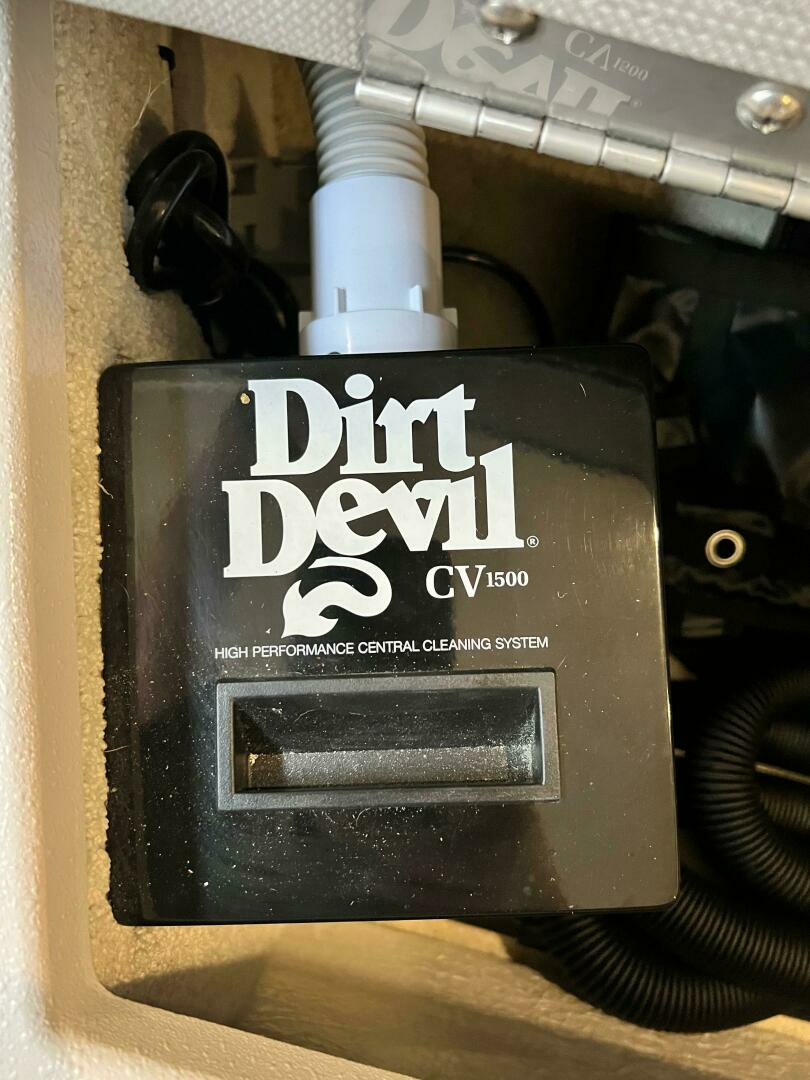 Dirt
Devil®
CV1500
HIGH PERFORMANCE CENTRAL CLEANING SYSTEM